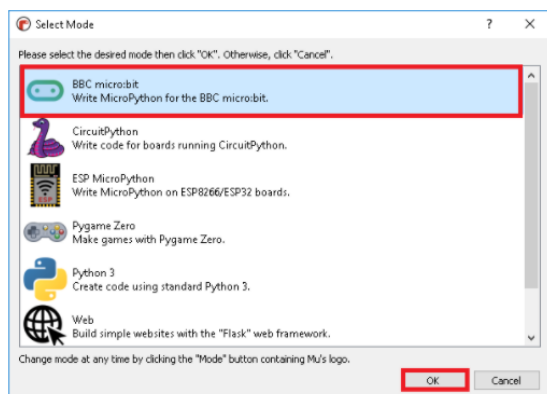 Select Mode
?
×
Please select the desired mode then click "OK". Otherwise, click "Cancel".
BBC micro:bit
Write MicroPython for the BBC micro:bit.
CircuitPython
Write code for boards running CircuitPython.
ESP MicroPython
Write MicroPython on ESP8266/ESP32 boards.
ESP
Pygame Zero
Make games with Pygame Zero.
Python 3
Create code using standard Python 3.
Web
Build simple websites with the "Flask" web framework.
Change mode at any time by clicking the "Mode" button containing Mu's logo.
OK
Cancel